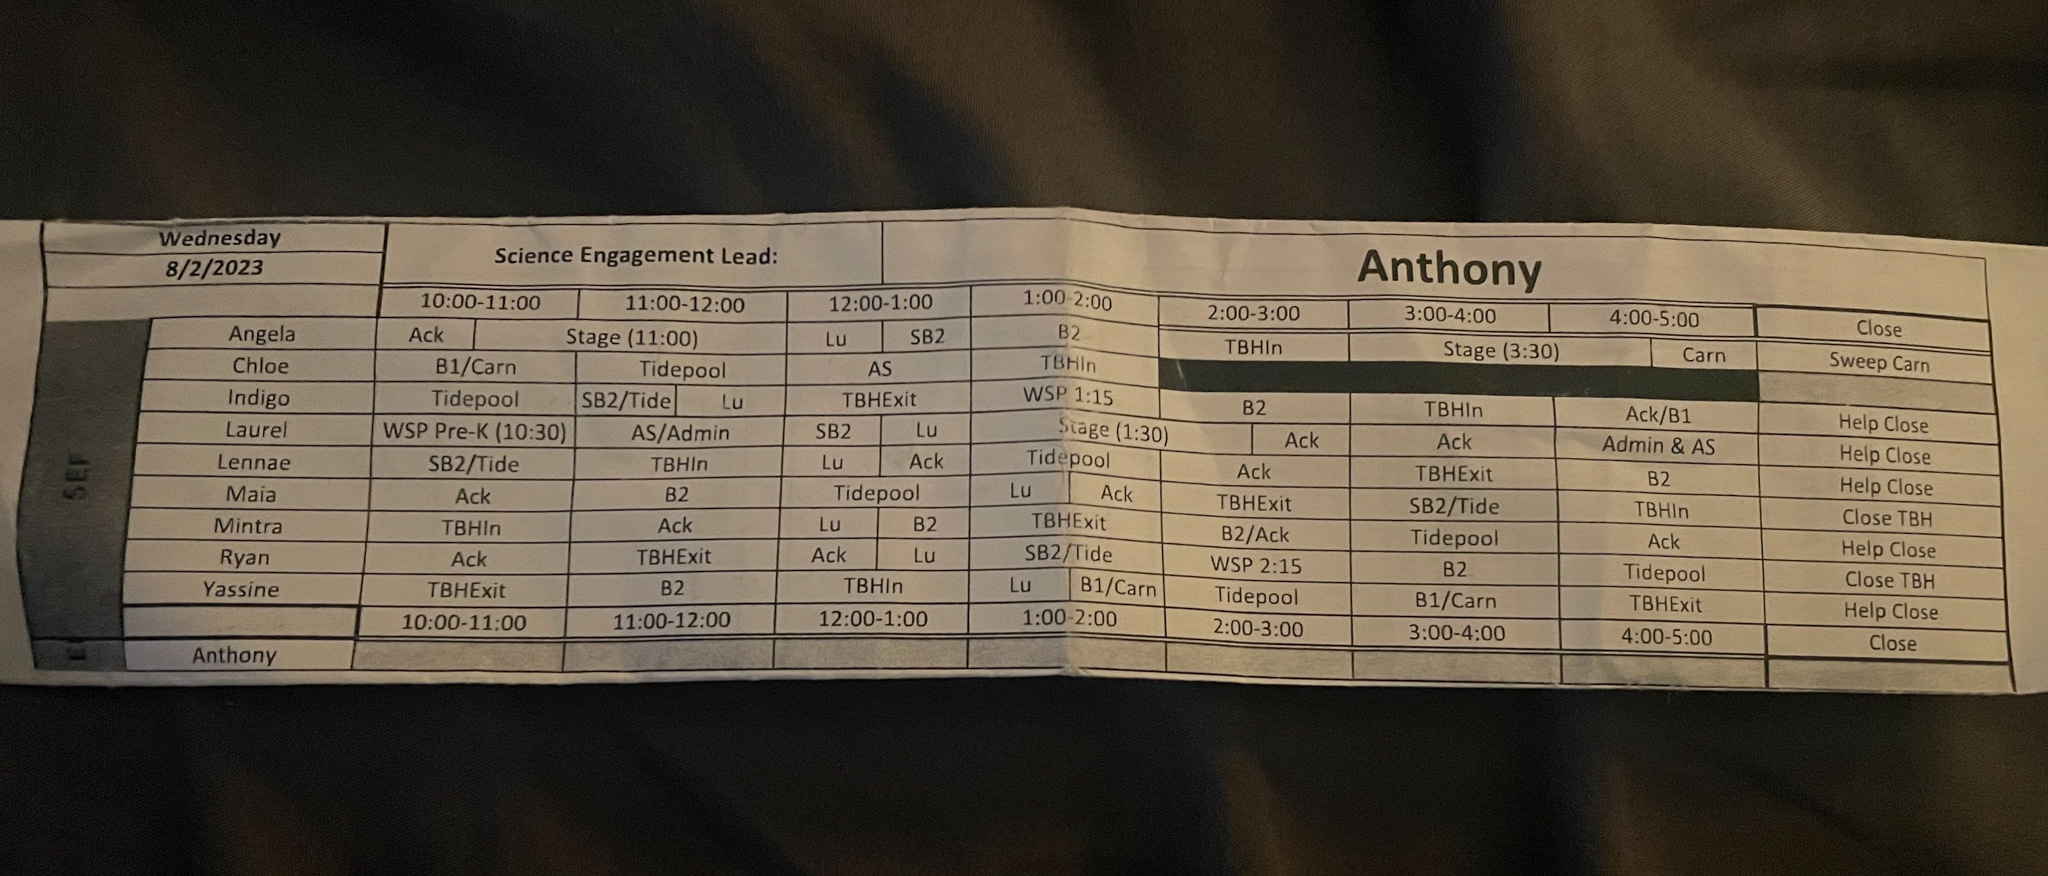 Wednesday Science Engagement Lead: Anthony
8/2/2023
10:00-11:00 11:00-12:00 12:00-1:00 1:00-2:00 2:00-3:00 3:00-4:00 4:00-5:00 Close
SEF
Angela Ack Stage (11:00) Lu SB2 B2 TBHIn Stage (3:30) Carn Sweep Carn
Chloe B1/Carn Tidepool AS TBHIn
Indigo Tidepool SB2/Tide Lu TBHExit WSP 1:15 B2 TBHIn Ack/B1 Help Close
Laurel WSP Pre-K (10:30) AS/Admin SB2 Lu Stage (1:30) Ack Ack Admin & AS Help Close
Lennae SB2/Tide TBHIn Lu Ack Tidepool Ack TBHExit B2 Help Close
Maia Ack B2 Tidepool Lu Ack TBHExit SB2/Tide TBHIn Close TBH
Mintra TBHIn Ack Lu B2 TBHExit B2/Ack Tidepool Ack Help Close
Ryan Ack TBHExit Ack Lu SB2/Tide WSP 2:15 B2 Tidepool Close TBH
Yassine TBHExit B2 TBHIn Lu B1/Carn Tidepool B1/Carn TBHExit Help Close
10:00-11:00 11:00-12:00 12:00-1:00 1:00-2:00 2:00-3:00 3:00-4:00 4:00-5:00 Close
Anthony